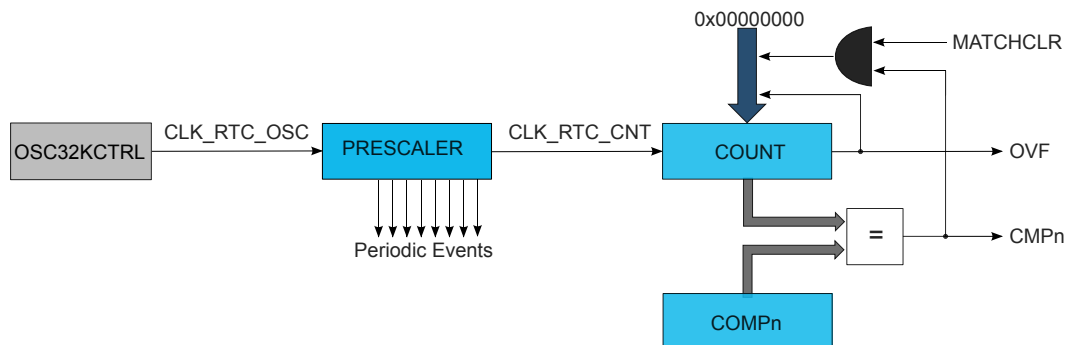 0x00000000
MATCHCLR
CLK_RTC_OSC
CLK_RTC_CNT
OSC32KCTRL
PRESCALER
COUNT
OVF
Periodic Events
=
CMPn
COMPn